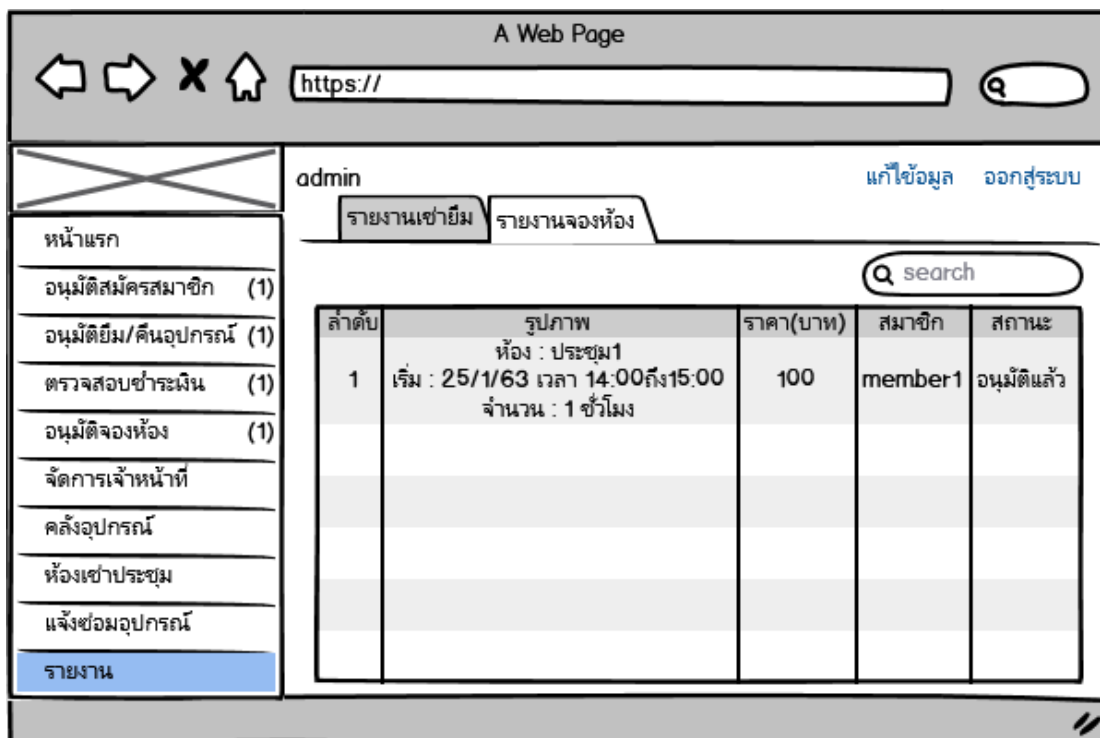 A Web Page
https://
admin
แก้ไข้อมูล ออกสู่ระบบ
รายงานเช่ายืม รายงานจองห้อง
search
หน้าแรก
อนุมัติสมัครสมาชิก (1)
อนุมัติยืม/คืนอุปกรณ์ (1)
ตรวจสอบชำระเงิน (1)
อนุมัติจองห้อง (1)
จัดการเจ้าหน้าที่
คลังอุปกรณ์
ห้องเช่าประชุม
แจ้งซ่อมอุปกรณ์
รายงาน
ลำดับ รูปภาพ ราคา(บาท) สมาชิก สถานะ
ห้อง : ประชุม1
1 เริ่ม : 25/1/63 เวลา 14:00ถึง15:00 100 member1 อนุมัติแล้ว
จำนวน : 1 ชั่วโมง